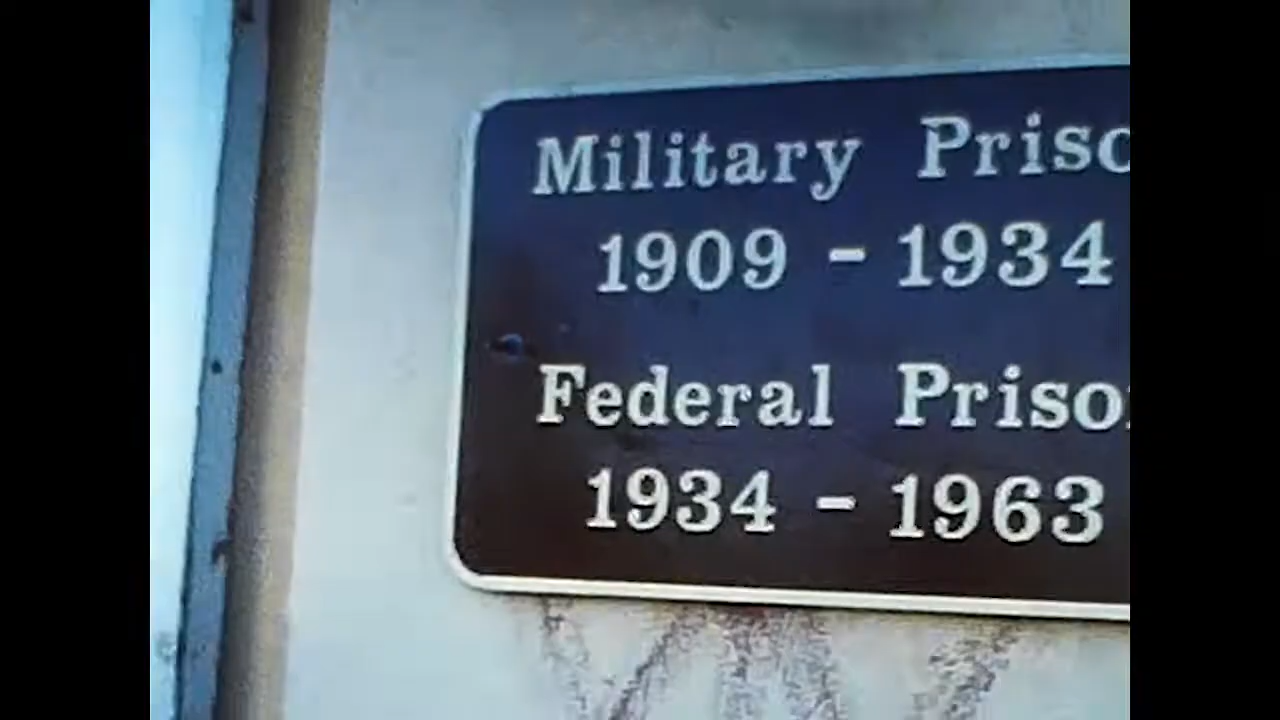 Military Priso
1909 - 1934
Federal Priso
1934 - 1963